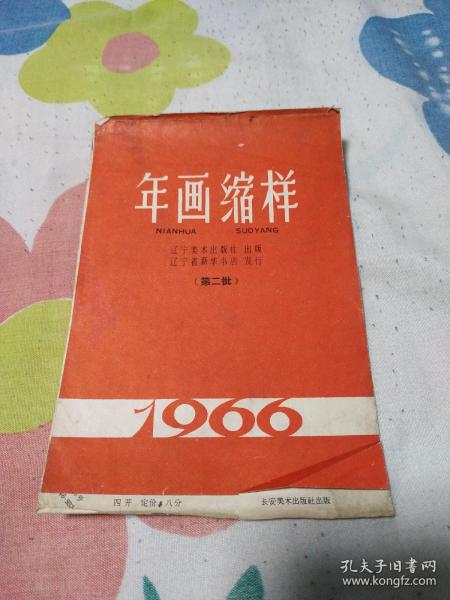 年画缩样
NIANHUA SUOYANG
辽宁美术出版社 出版
辽宁省新华书店 发行
(第二批)
1966
四开 定价 八分
长安美术出版社出版
孔夫子旧书网
www.kongfz.com